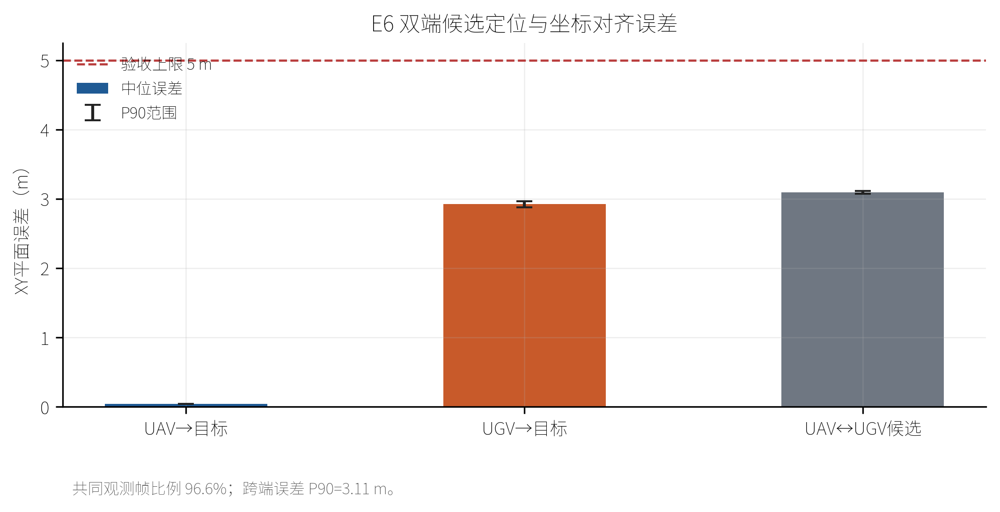 E6 双端候选定位与坐标对齐误差
验收上限 5 m
中位误差
P90范围
XY平面误差（m）
5
4
3
2
1
0
UAV→目标
UGV→目标
UAV↔UGV候选
共同观测帧比例 96.6%；跨端误差 P90=3.11 m。